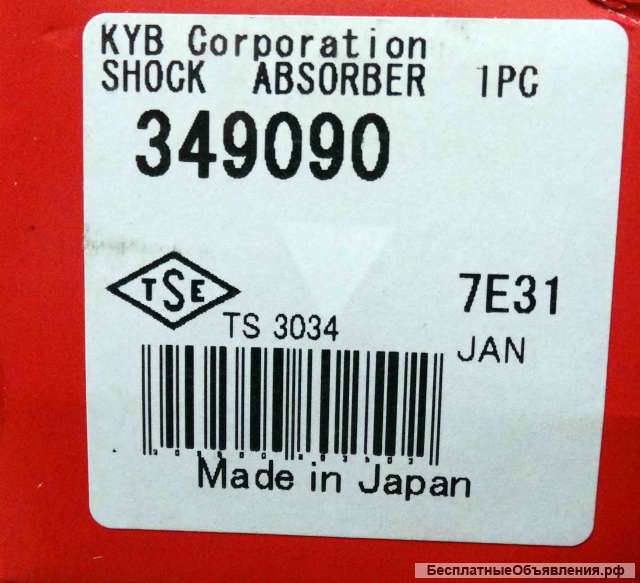 KYB Corporation
SHOCK ABSORBER 1PC
349090
TSE
TS 3034
7E31
JAN
Made in Japan
БесплатныеОбъявления.рф